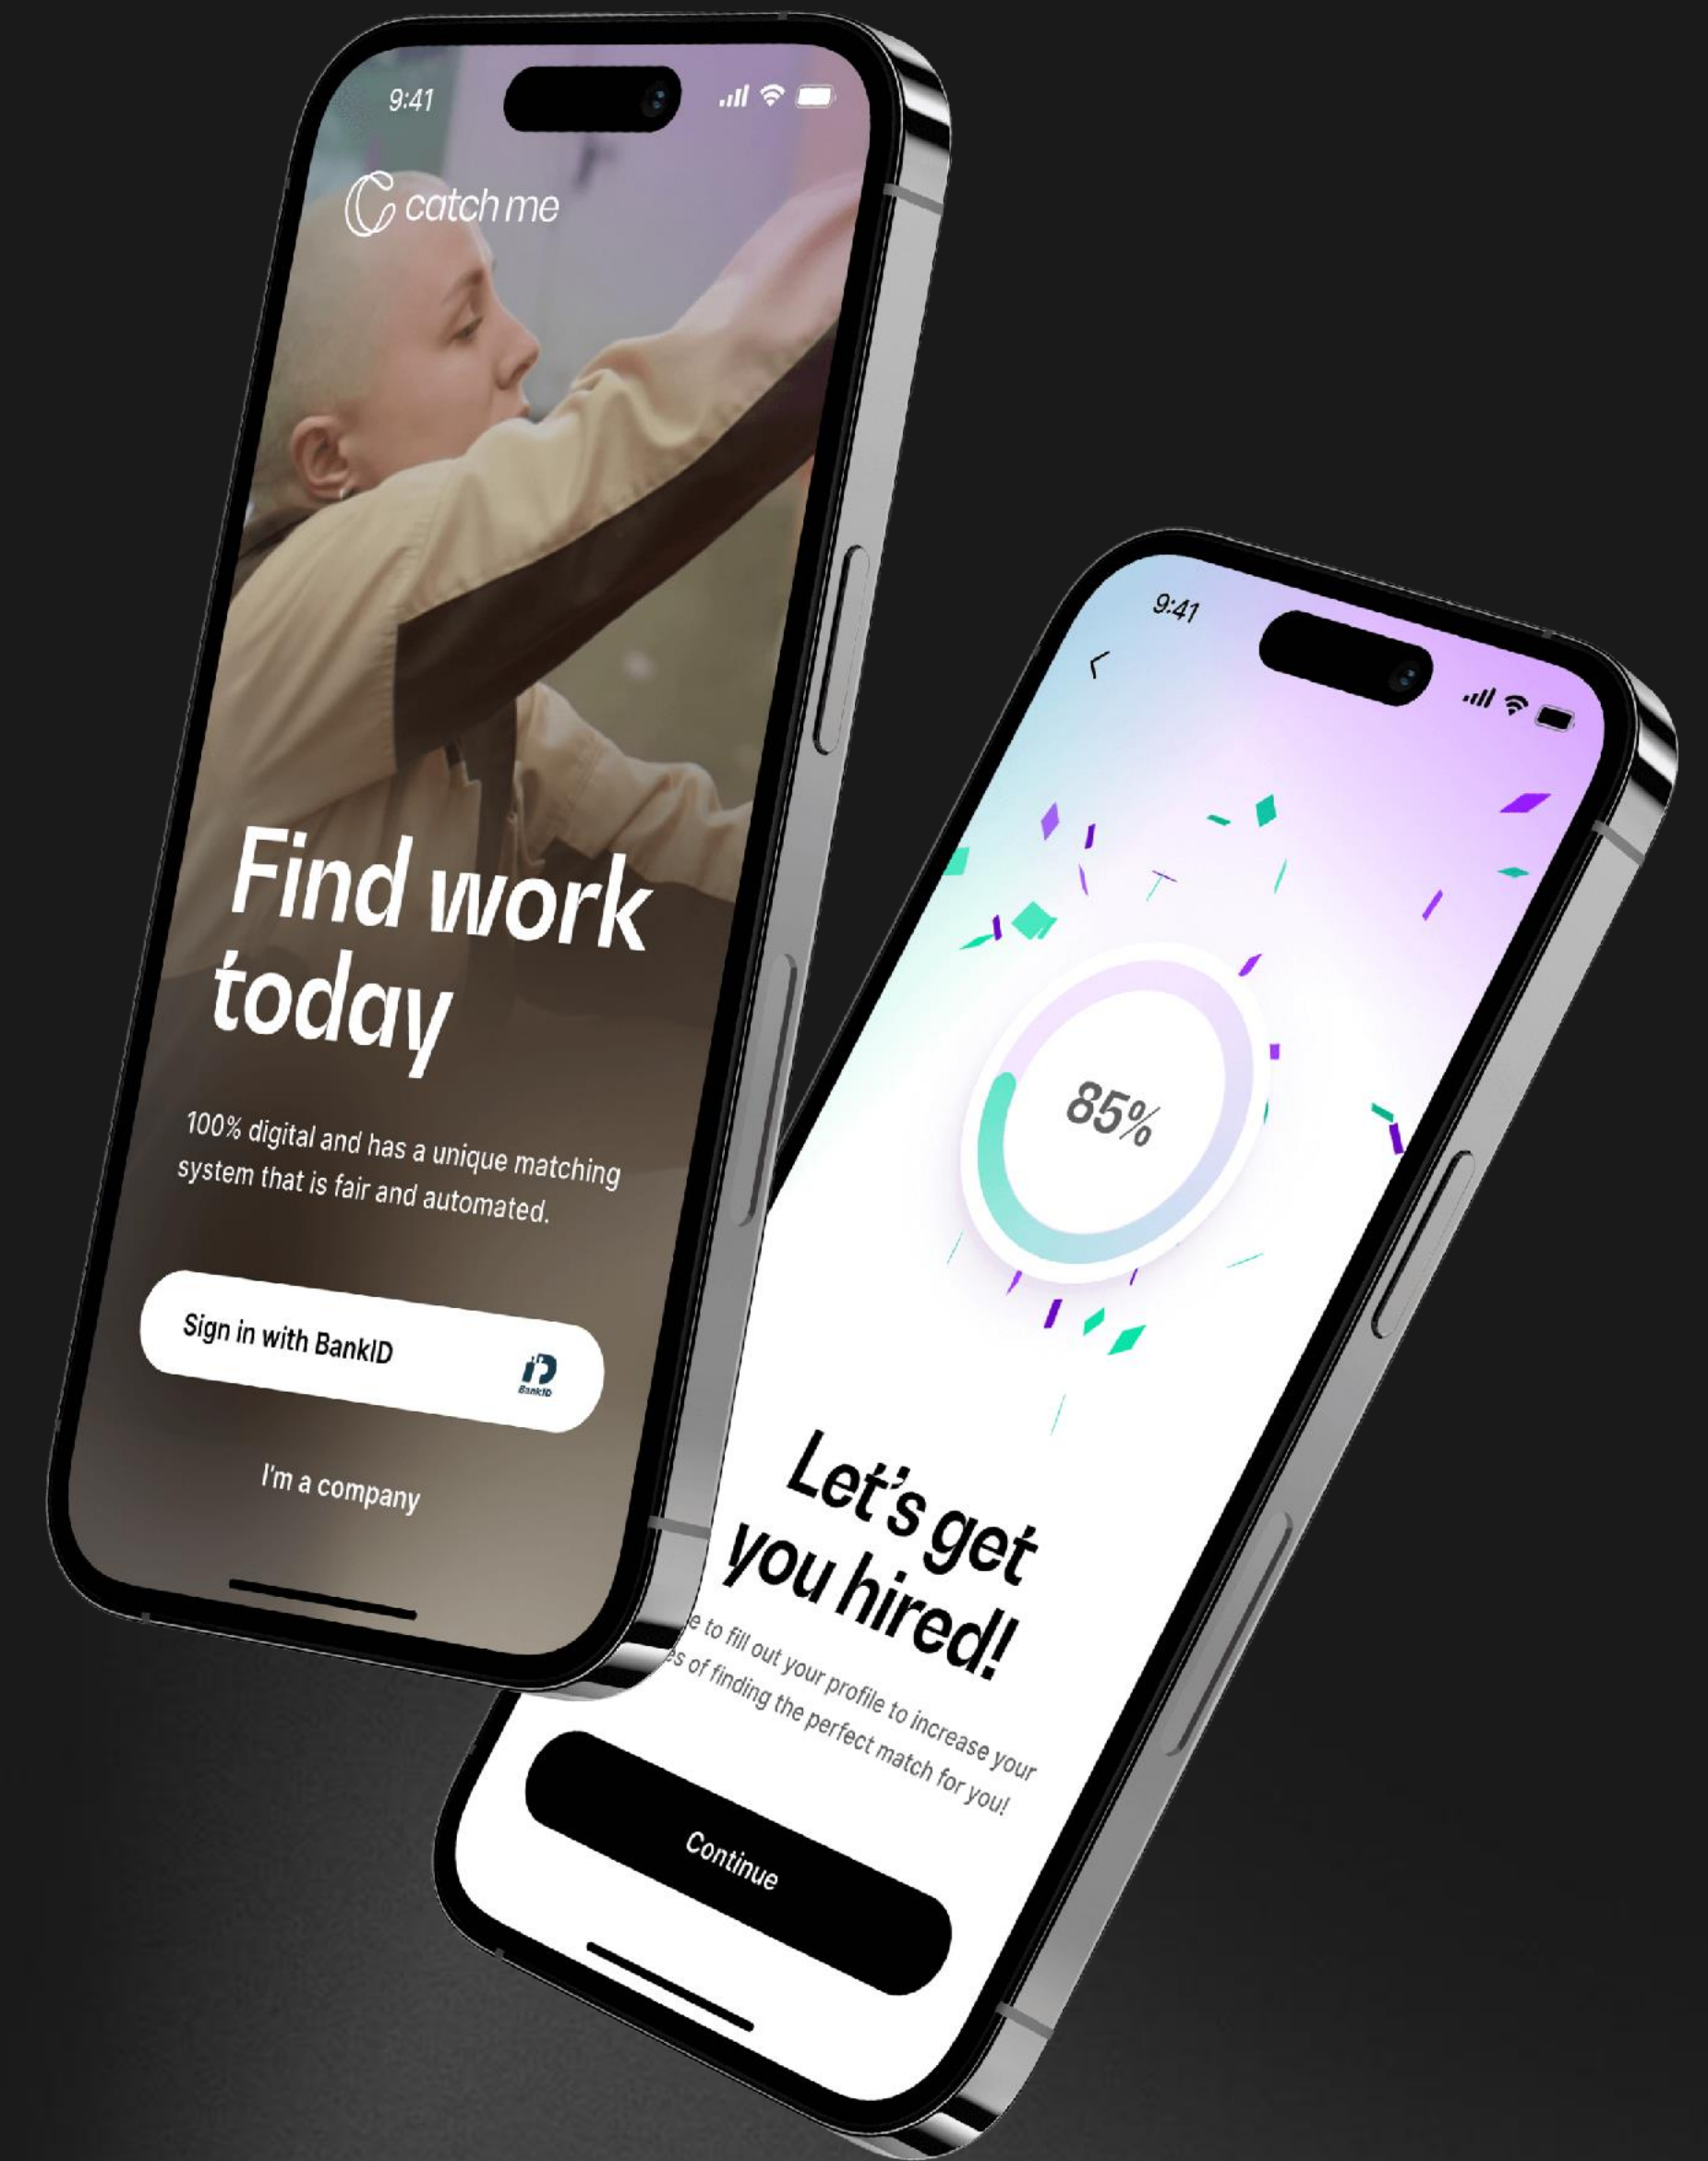 9:41
catch me
Find work
today
100% digital and has a unique matching
system that is fair and automated.
Sign in with BankID
BankID
I'm a company
9:41
85%
Let's get
you hired!
to fill out your profile to increase your
of finding the perfect match for you!
Continue